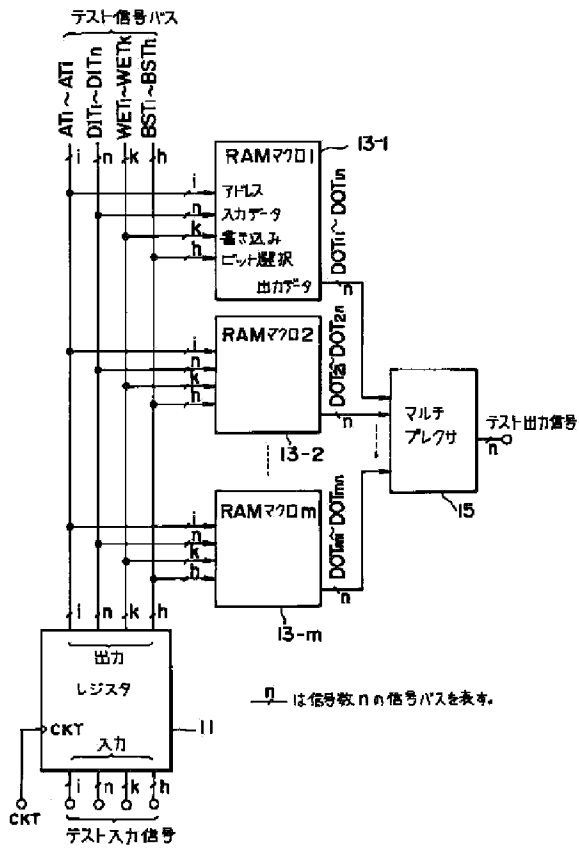 テスト信号バス
ATi~ATi
DITi~DITn
WETi~WETk
BSTi~BSTh
i n k h
RAMマクロ1
13-1
i アドレス
n 入力データ
k 書き込み
h ビット選択
出力データ
DOT11~DOT1n
n
RAMマクロ2
i
n
k
h
DOT21~DOT2n
n
13-2
マルチ
プレクサ
テスト出力信号
n
15
RAMマクロm
i
n
k
h
DOTm1~DOTmn
n
13-m
i n k h
出力
レジスタ
11
CKT
入力
n は信号数nの信号バスを表す。
i n k h
CKT
テスト入力信号